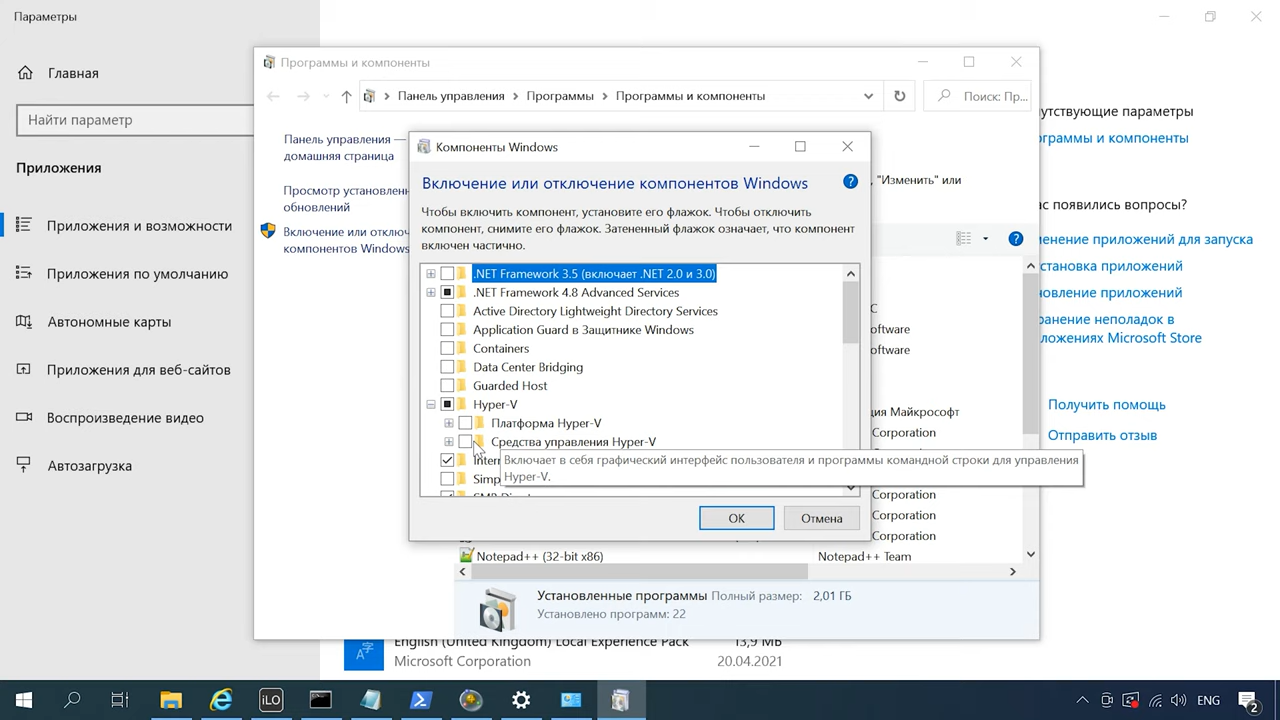 Параметры
Главная
Найти параметр
Приложения
Приложения и возможности
Приложения по умолчанию
Автономные карты
Приложения для веб-сайтов
Воспроизведение видео
Автозагрузка
Программы и компоненты
Панель управления
Программы
Программы и компоненты
Поиск: Пр...
Панель управления —
домашняя страница
Просмотр установлен
обновлений
Включение или отключ
компонентов Windows
, "Изменить" или
Компоненты Windows
Включение или отключение компонентов Windows
Чтобы включить компонент, установите его флажок. Чтобы отключить
компонент, снимите его флажок. Затененный флажок означает, что компонент
включен частично.
.NET Framework 3.5 (включает .NET 2.0 и 3.0)
.NET Framework 4.8 Advanced Services
Active Directory Lightweight Directory Services
Application Guard в Защитнике Windows
Containers
Data Center Bridging
Guarded Host
Hyper-V
Платформа Hyper-V
Средства управления Hyper-V
Intern
Simp
Включает в себя графический интерфейс пользователя и программы командной строки для управления
Hyper-V.
ОК
Отмена
С
oftware
oftware
ция Майкрософт
Corporation
Corporation
Corporation
Corporation
Corporation
Notepad++ (32-bit x86)
Notepad++ Team
Установленные программы Полный размер: 2,01 ГБ
Установлено программ: 22
English (United Kingdom) Local Experience Pack
13,9 МБ
Microsoft Corporation
20.04.2021
утствующие параметры
ограммы и компоненты
ас появились вопросы?
менение приложений для запуска
становка приложений
новление приложений
ранение неполадок в
ложениях Microsoft Store
Получить помощь
Отправить отзыв
iLO
ENG
2